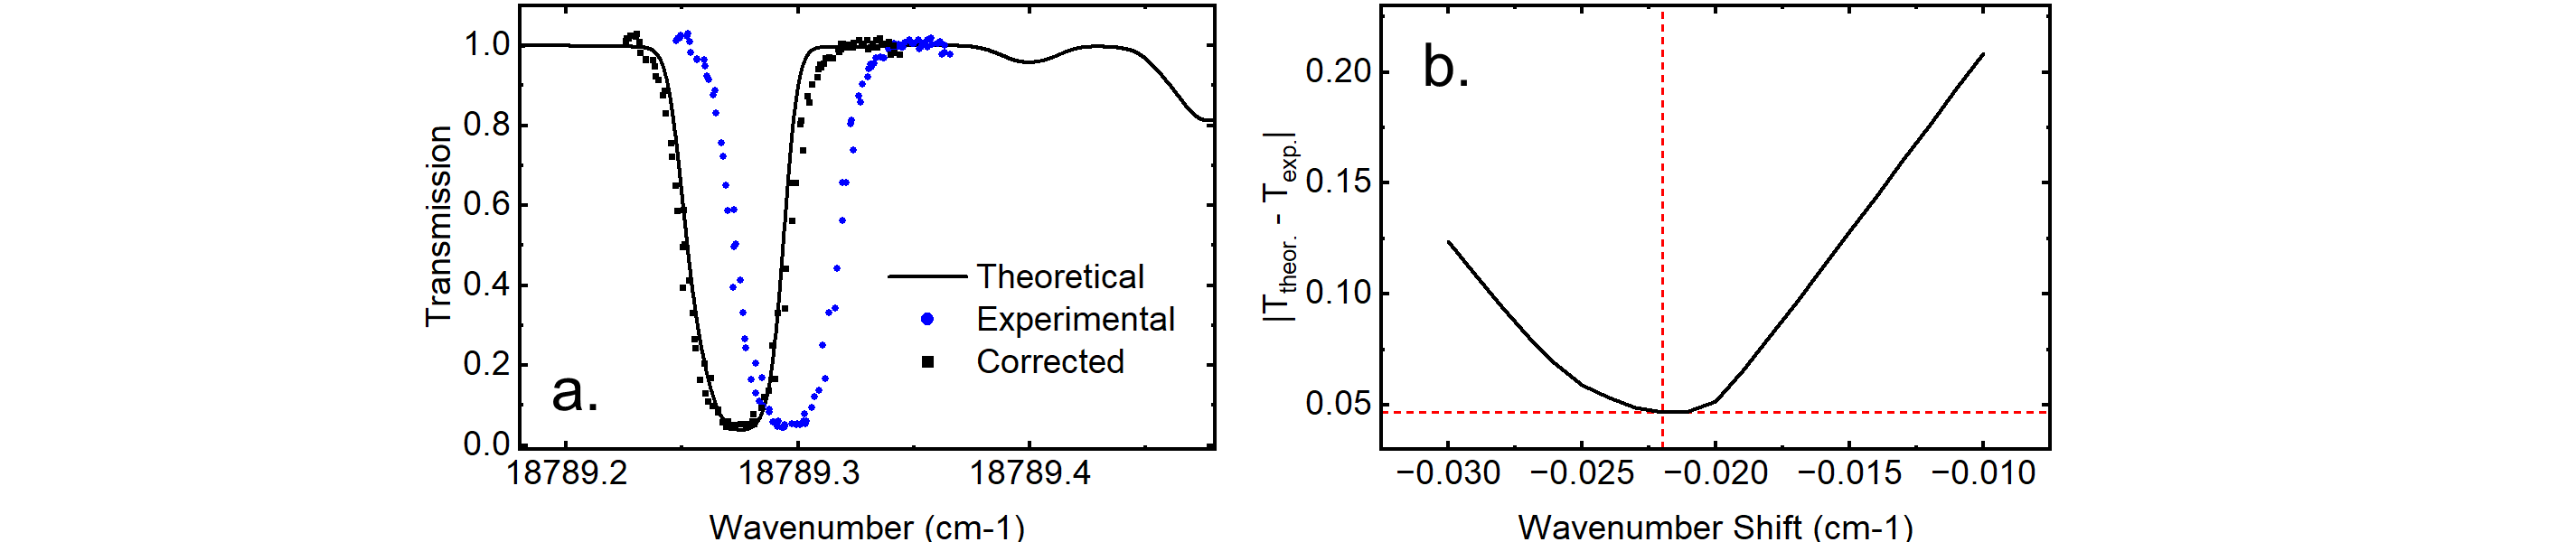 a.
Transmission
1.0
0.8
0.6
0.4
0.2
0.0
18789.2 18789.3 18789.4
Wavenumber (cm-1)
Theoretical
Experimental
Corrected
b.
|Ttheor. - Texp.|
0.20
0.15
0.10
0.05
−0.030 −0.025 −0.020 −0.015 −0.010
Wavenumber Shift (cm-1)